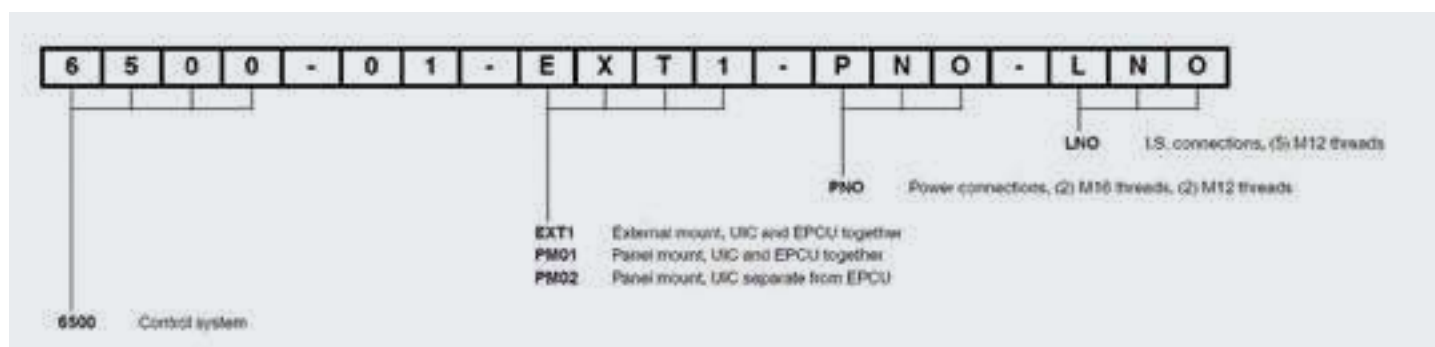 6 5 0 0 - 0 1 - E X T 1 - P N O - L N O
LNO I.S. connections, (5) M12 threads
PNO Power connections, (2) M16 threads, (2) M12 threads
EXT1 External mount, UIC and EPCU together
PM01 Panel mount, UIC and EPCU together
PM02 Panel mount, UIC separate from EPCU
6500 Control system